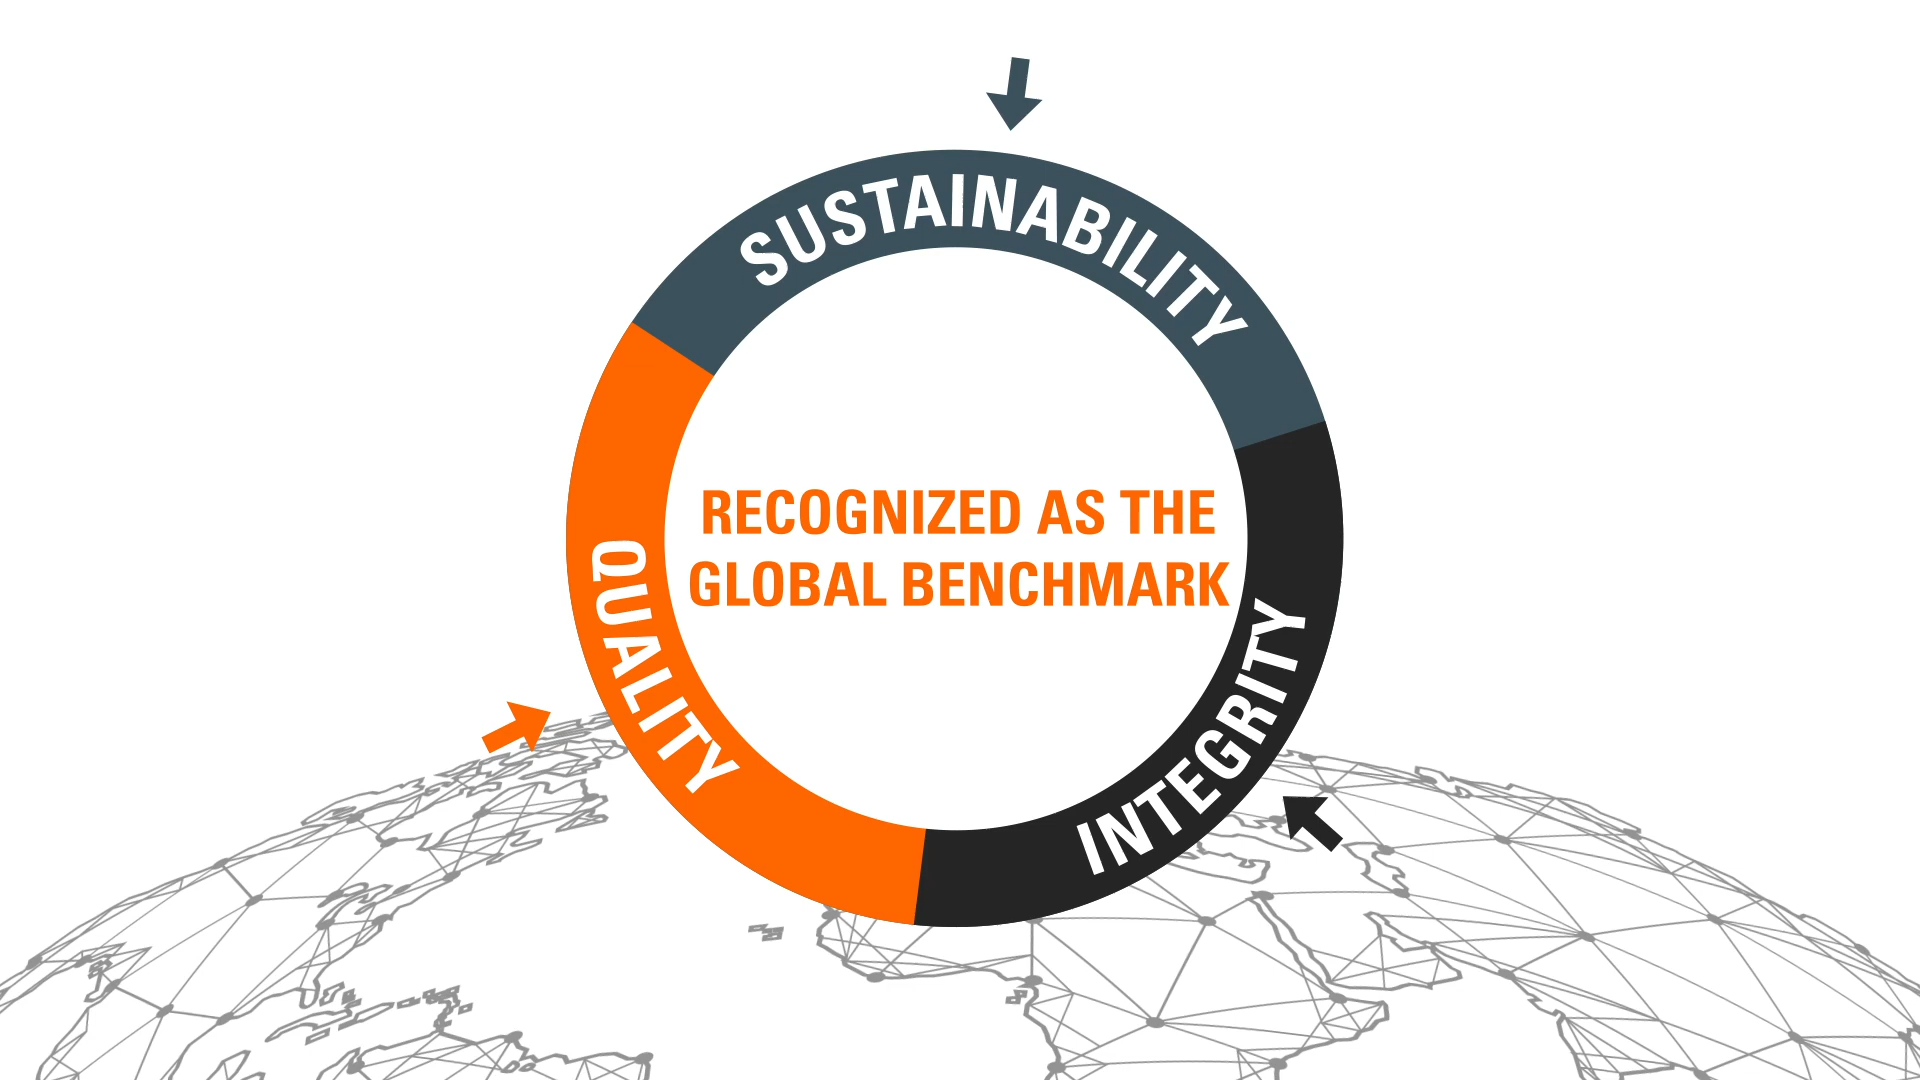 SUSTAINABILITY
RECOGNIZED AS THE
GLOBAL BENCHMARK
QUALITY
INTEGRITY